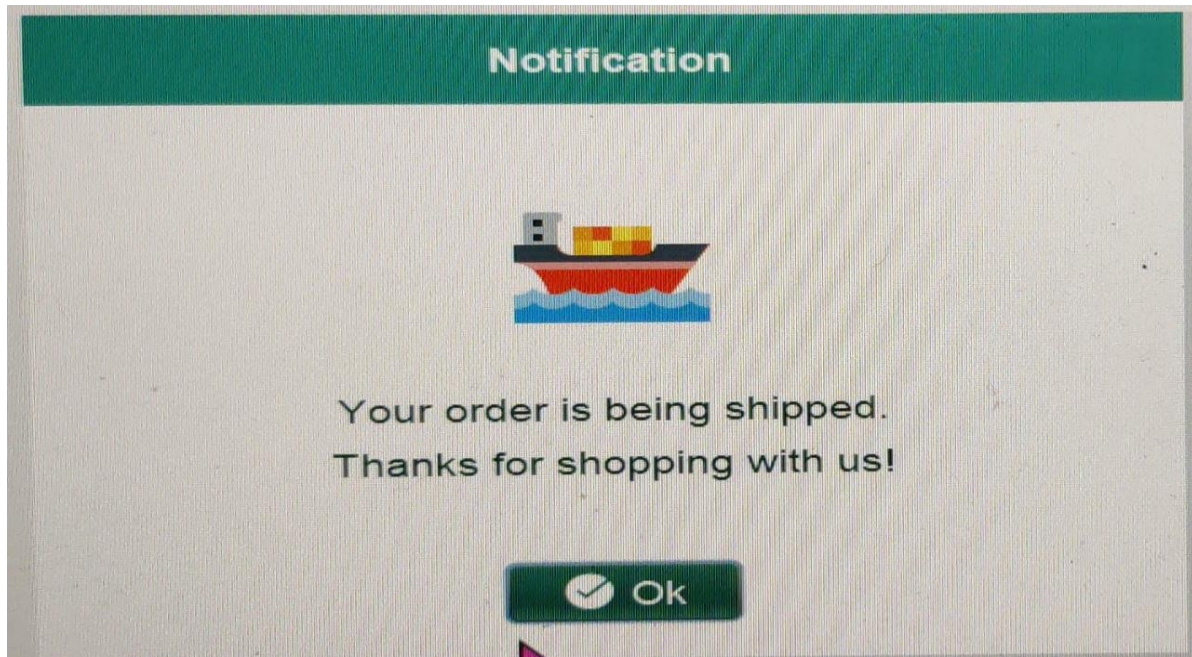 Notification
Your order is being shipped.
Thanks for shopping with us!
Ok